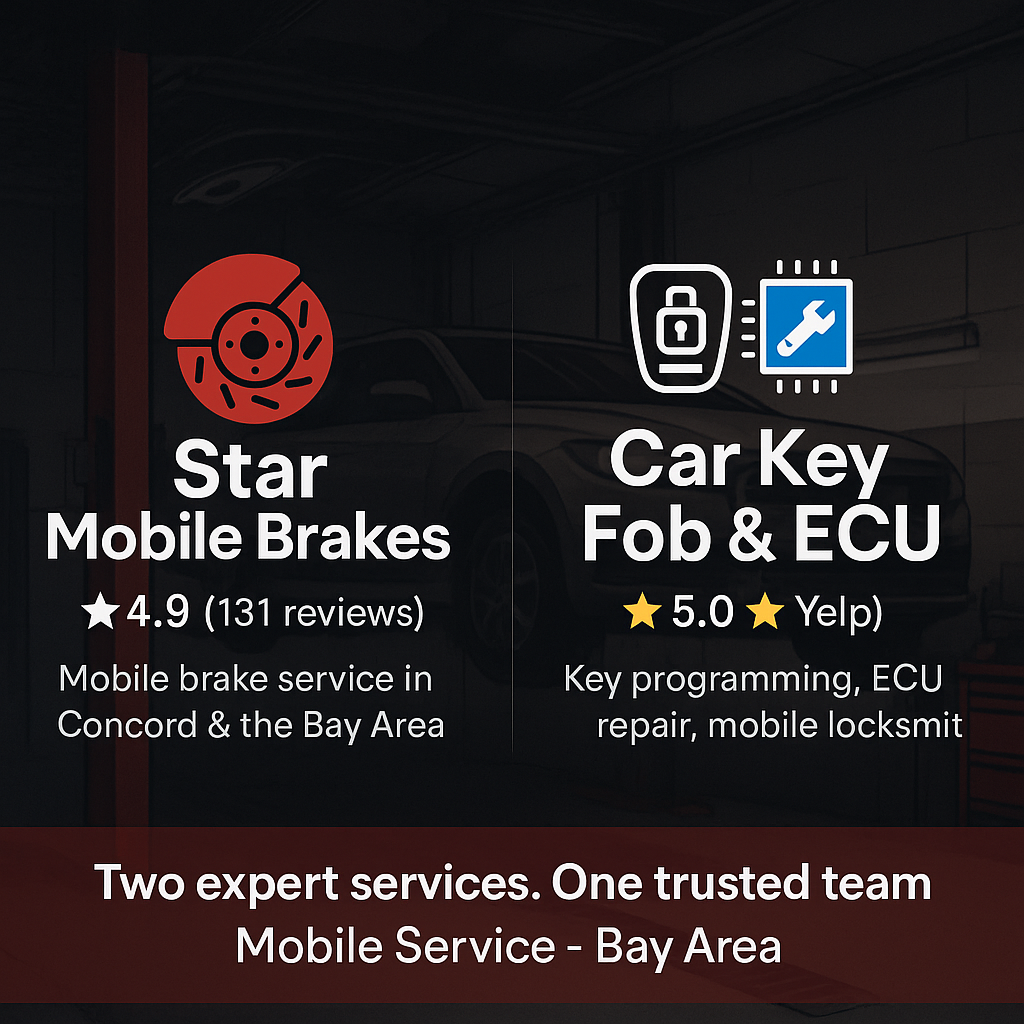 Star
Mobile Brakes
★ 4.9 (131 reviews)
Mobile brake service in
Concord & the Bay Area
Car Key
Fob & ECU
★ 5.0 ★ Yelp)
Key programming, ECU
repair, mobile locksmit
Two expert services. One trusted team
Mobile Service - Bay Area